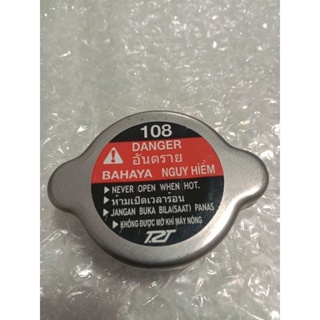 108
DANGER
อันตราย
BAHAYA NGUY HIỂM
NEVER OPEN WHEN HOT.
ห้ามเปิดเวลาร้อน
JANGAN BUKA BILA(SAAT) PANAS
KHÔNG ĐƯỢC MỞ KHI MÁY NÓNG